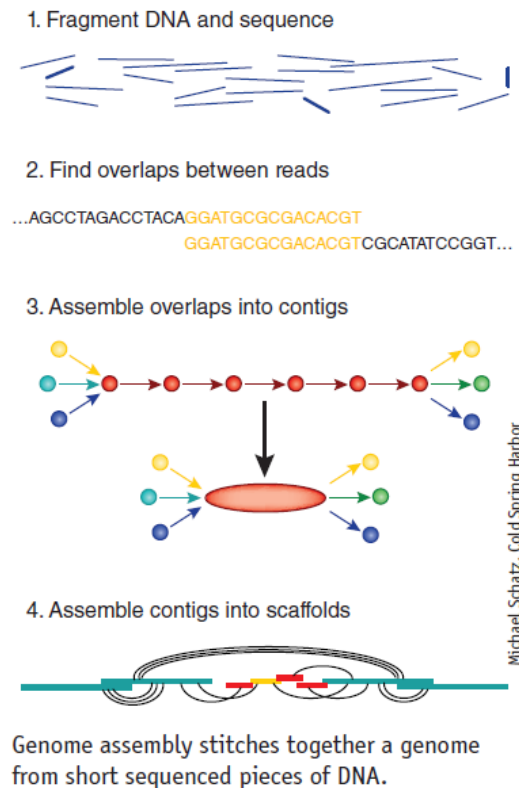 1. Fragment DNA and sequence
2. Find overlaps between reads
...AGCCTAGACCTACAGGATGCGCGACACGT
GGATGCGCGACACGTCGCATATCCGGT...
3. Assemble overlaps into contigs
4. Assemble contigs into scaffolds
Michael Schatz, Cold Spring Harbor
Genome assembly stitches together a genome
from short sequenced pieces of DNA.